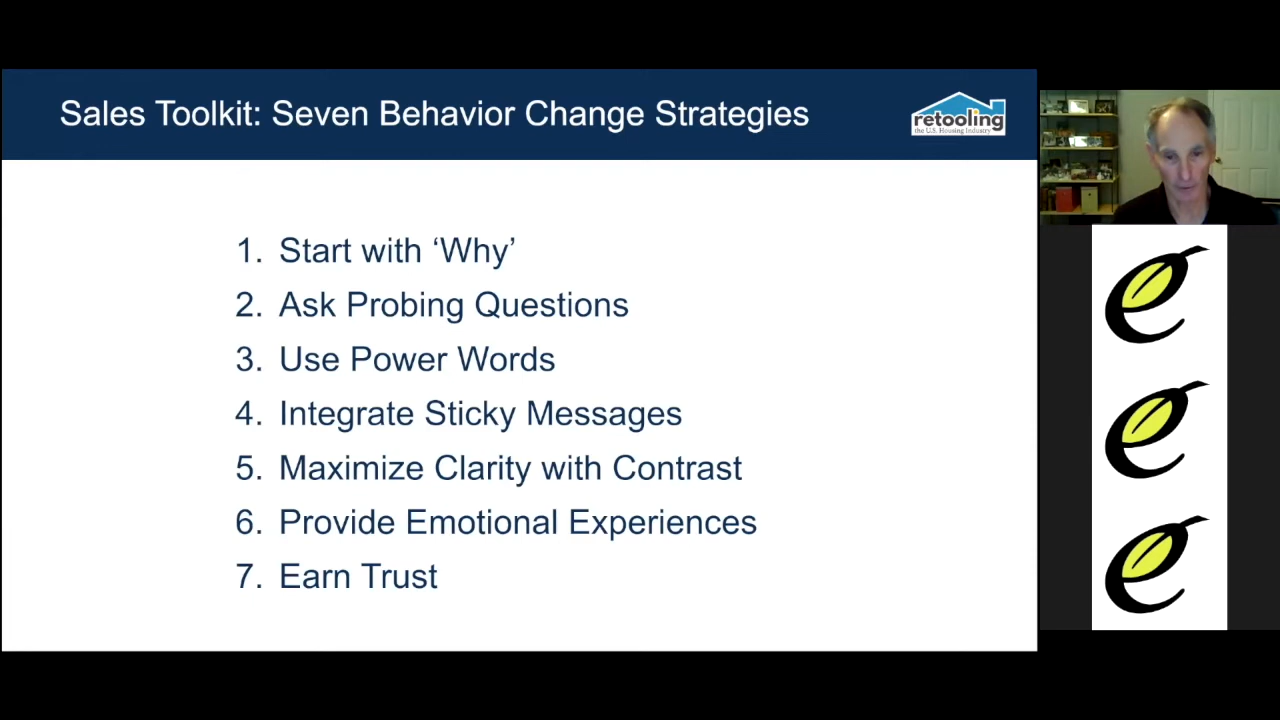 Sales Toolkit: Seven Behavior Change Strategies
retooling
the U.S. Housing Industry
1. Start with ‘Why’
2. Ask Probing Questions
3. Use Power Words
4. Integrate Sticky Messages
5. Maximize Clarity with Contrast
6. Provide Emotional Experiences
7. Earn Trust
e
e
e